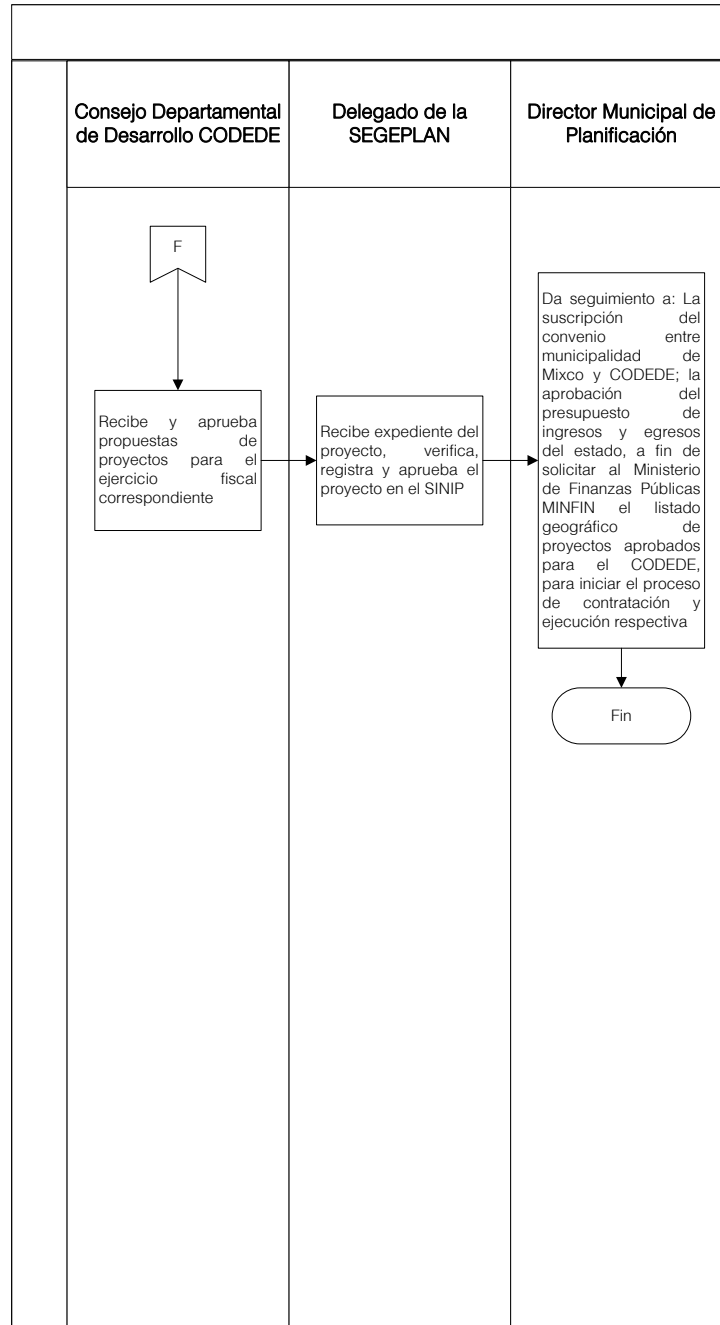 Consejo Departamental
de Desarrollo CODEDE
Delegado de la
SEGEPLAN
Director Municipal de
Planificación
F
Recibe y aprueba
propuestas de
proyectos para el
ejercicio fiscal
correspondiente
Recibe expediente del
proyecto, verifica,
registra y aprueba el
proyecto en el SINIP
Da seguimiento a: La
suscripción del
convenio entre
municipalidad de
Mixco y CODEDE; la
aprobación del
presupuesto de
ingresos y egresos
del estado, a fin de
solicitar al Ministerio
de Finanzas Públicas
MINFIN el listado
geográfico de
proyectos aprobados
para el CODEDE,
para iniciar el proceso
de contratación y
ejecución respectiva
Fin